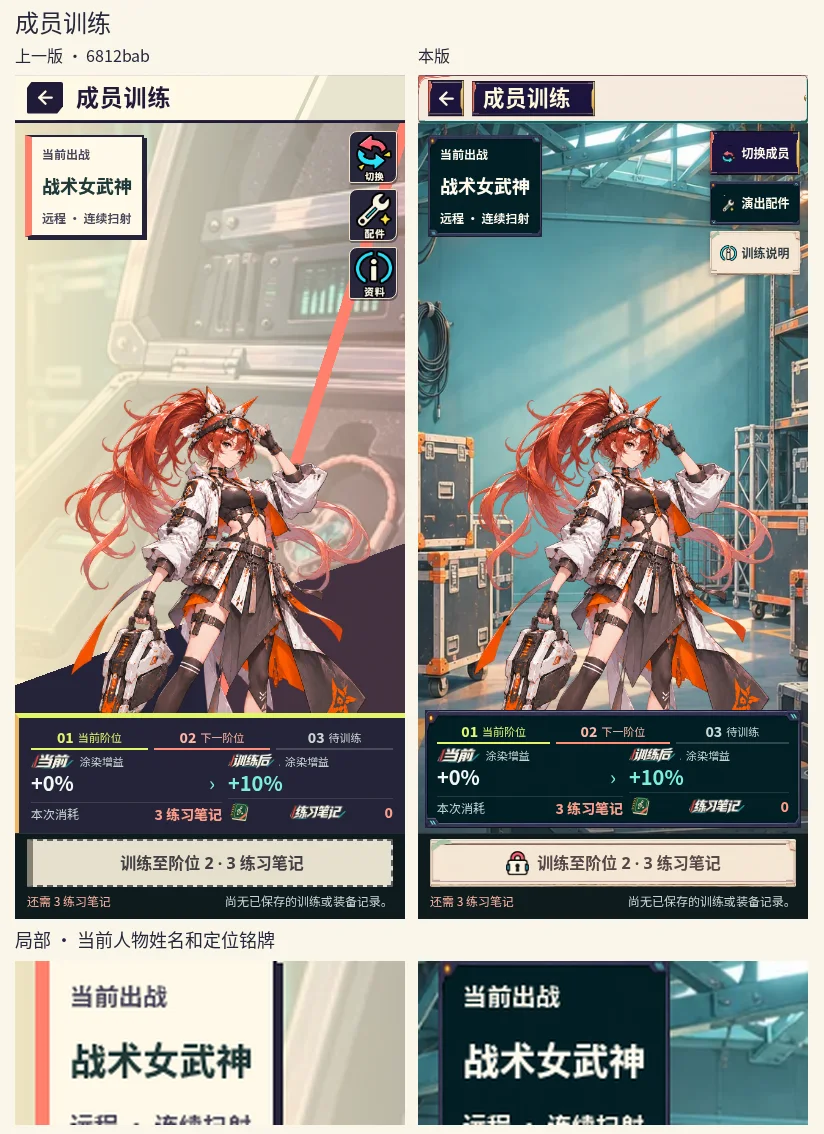 成员训练
上一版 · 6812bab
本版
成员训练
当前出战
战术女武神
远程 · 连续扫射
切换
配件
资料
01 当前阶位
02 下一阶位
03 待训练
当前 涂染增益
训练后 涂染增益
+0% › +10%
本次消耗 3 练习笔记 练习笔记 0
训练至阶位 2 · 3 练习笔记
还需 3 练习笔记
尚无已保存的训练或装备记录。
成员训练
当前出战
战术女武神
远程 · 连续扫射
切换成员
演出配件
训练说明
01 当前阶位
02 下一阶位
03 待训练
当前 涂染增益
训练后 涂染增益
+0% › +10%
本次消耗 3 练习笔记 练习笔记 0
训练至阶位 2 · 3 练习笔记
还需 3 练习笔记
尚无已保存的训练或装备记录。
局部 · 当前人物姓名和定位铭牌
当前出战
战术女武神
远程 · 连续扫射
当前出战
战术女武神
远程 · 连续扫射